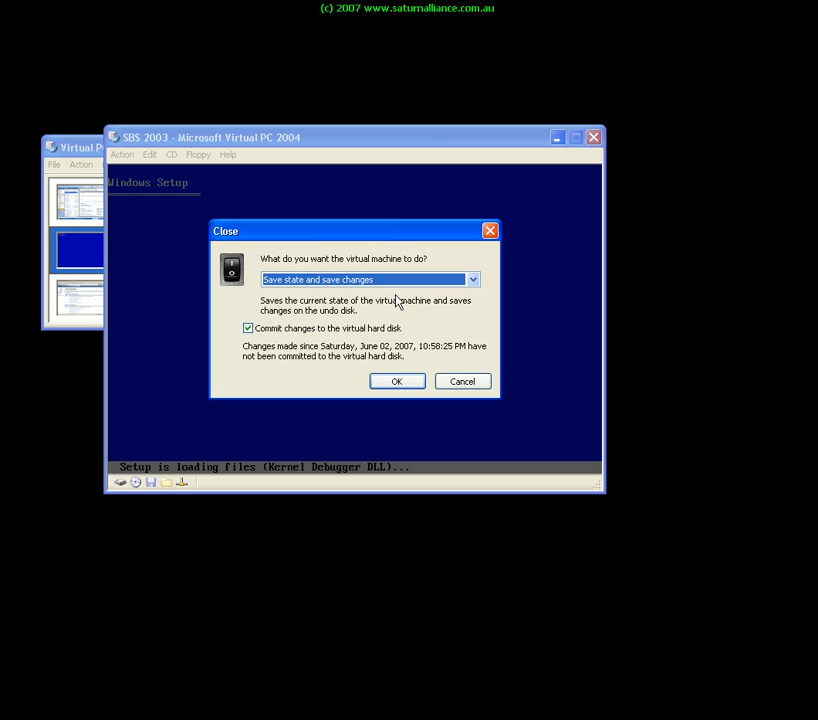 (c) 2007 www.saturnalliance.com.au
SBS 2003 - Microsoft Virtual PC 2004
Virtual P
Action Edit CD Floppy Help
File Action
Windows Setup
Close
What do you want the virtual machine to do?
Save state and save changes
Saves the current state of the virtual machine and saves
changes on the undo disk.
Commit changes to the virtual hard disk
Changes made since Saturday, June 02, 2007, 10:58:25 PM have
not been committed to the virtual hard disk.
OK Cancel
Setup is loading files (Kernel Debugger DLL)...